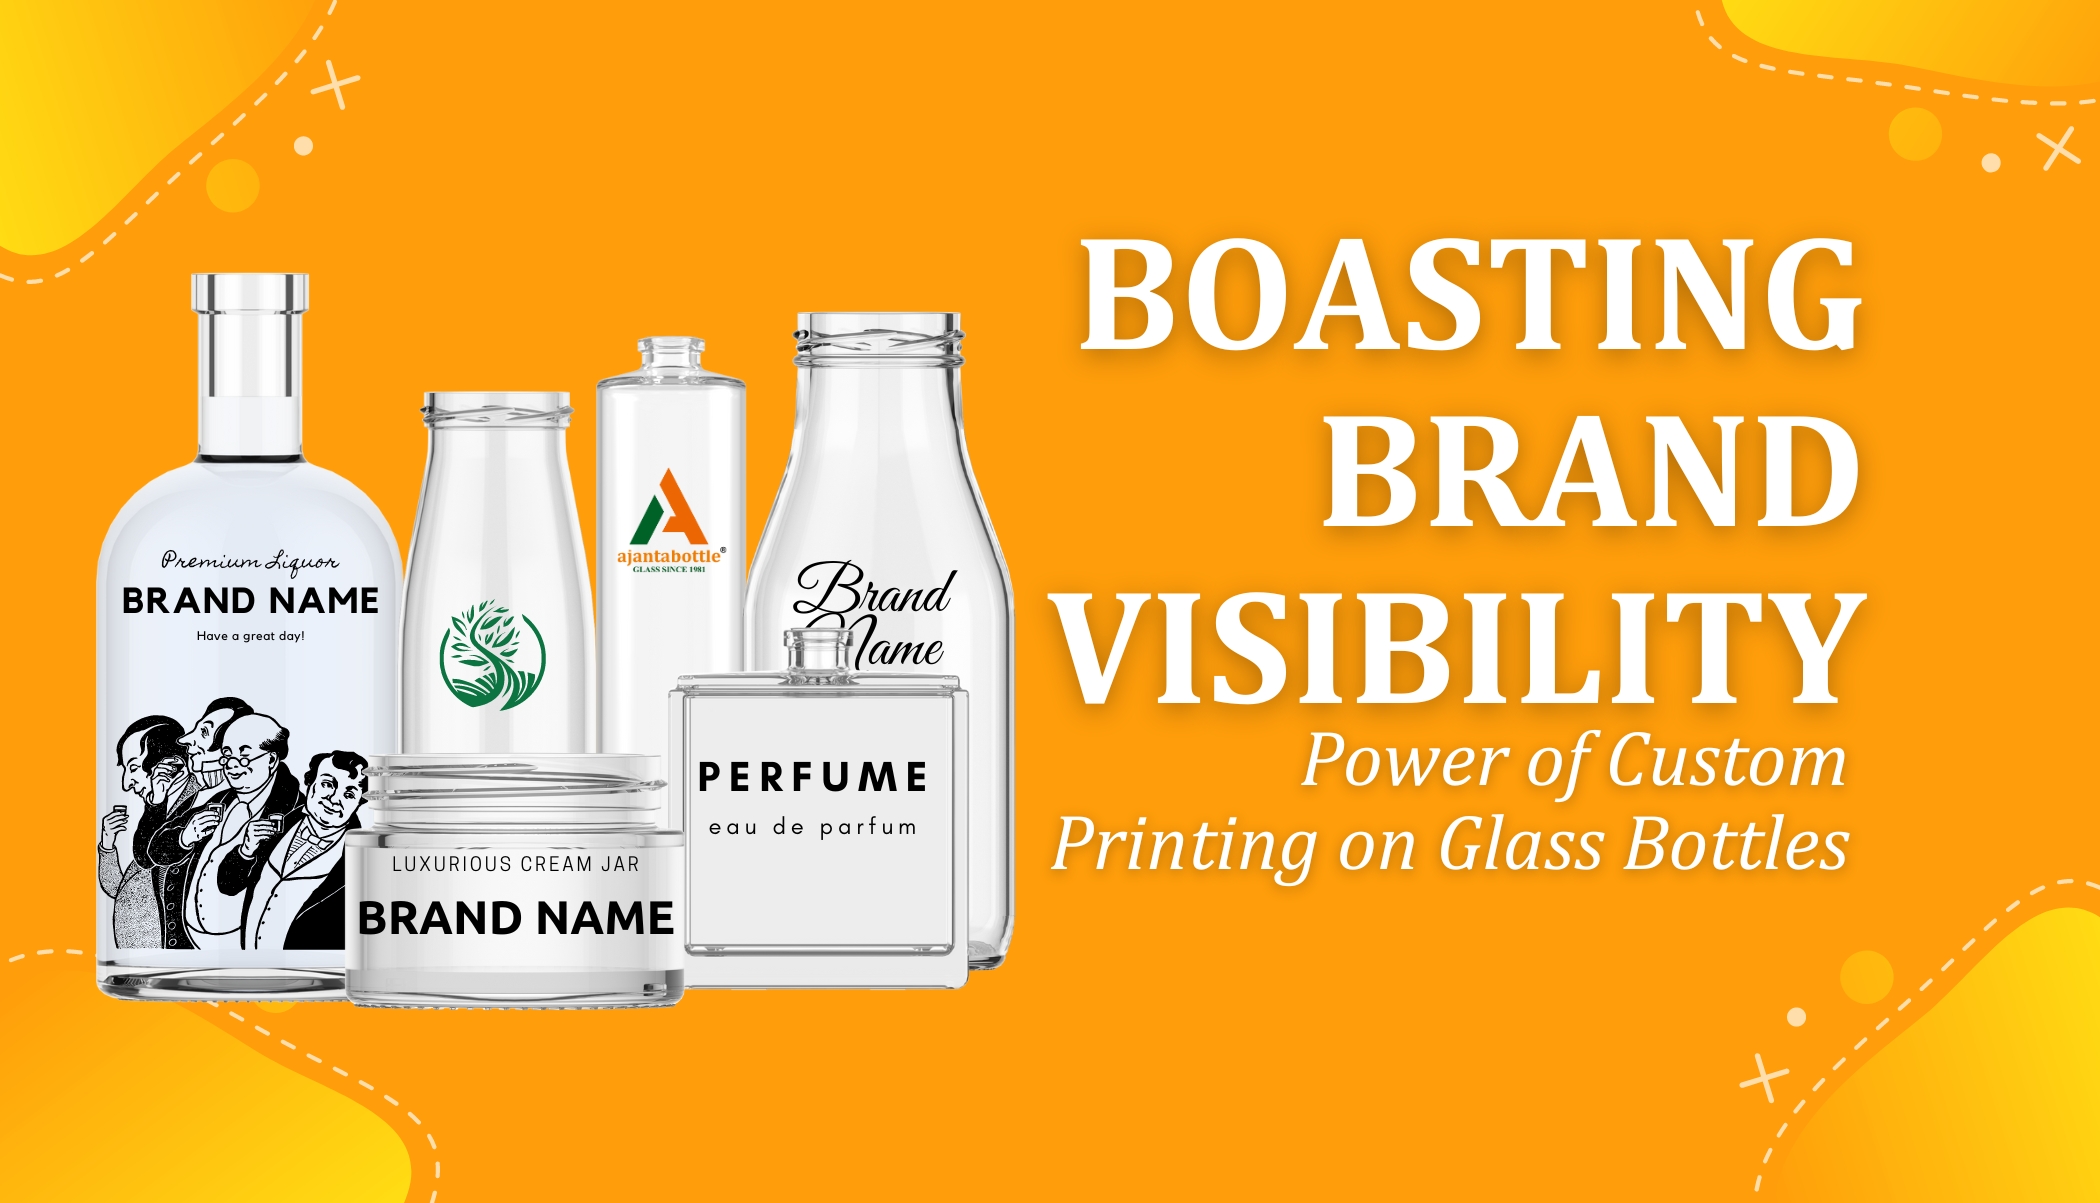 BOASTING
BRAND
VISIBILITY
Power of Custom
Printing on Glass Bottles
Premium Liquor
BRAND NAME
Have a great day!
ajantabottle®
GLASS SINCE 1981
Brand
Name
PERFUME
eau de parfum
LUXURIOUS CREAM JAR
BRAND NAME